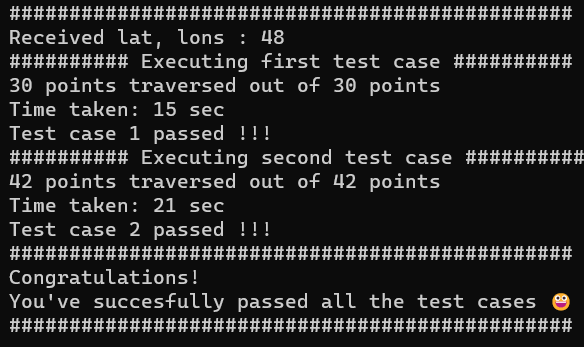 ###############################################
Received lat, lons : 48
########## Executing first test case ##########
30 points traversed out of 30 points
Time taken: 15 sec
Test case 1 passed !!!
########## Executing second test case ##########
42 points traversed out of 42 points
Time taken: 21 sec
Test case 2 passed !!!
###############################################
Congratulations!
You've succesfully passed all the test cases 😀
###############################################